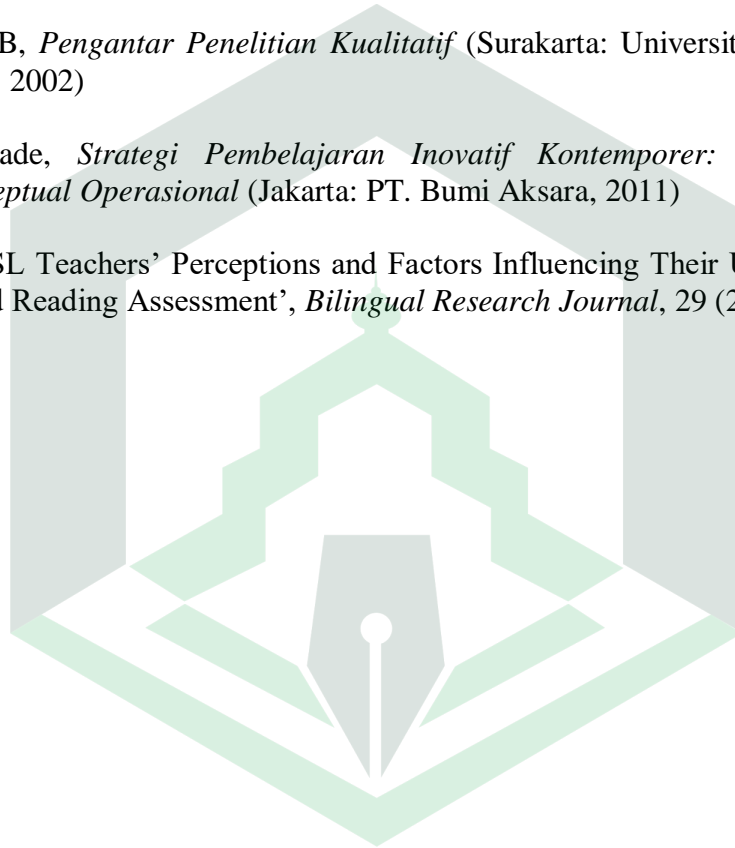 B, Pengantar Penelitian Kualitatif (Surakarta: Universit
2002)
ade, Strategi Pembelajaran Inovatif Kontemporer:
eptual Operasional (Jakarta: PT. Bumi Aksara, 2011)
SL Teachers’ Perceptions and Factors Influencing Their
Reading Assessment’, Bilingual Research Journal, 29 (2